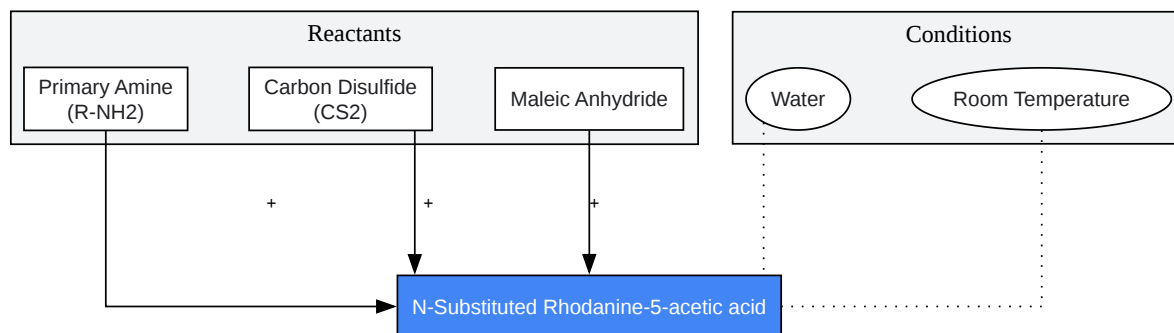 Reactants
Conditions
Primary Amine
(R-NH2)
Carbon Disulfide
(CS2)
Maleic Anhydride
Water
Room Temperature
+
+
+
N-Substituted Rhodanine-5-acetic acid